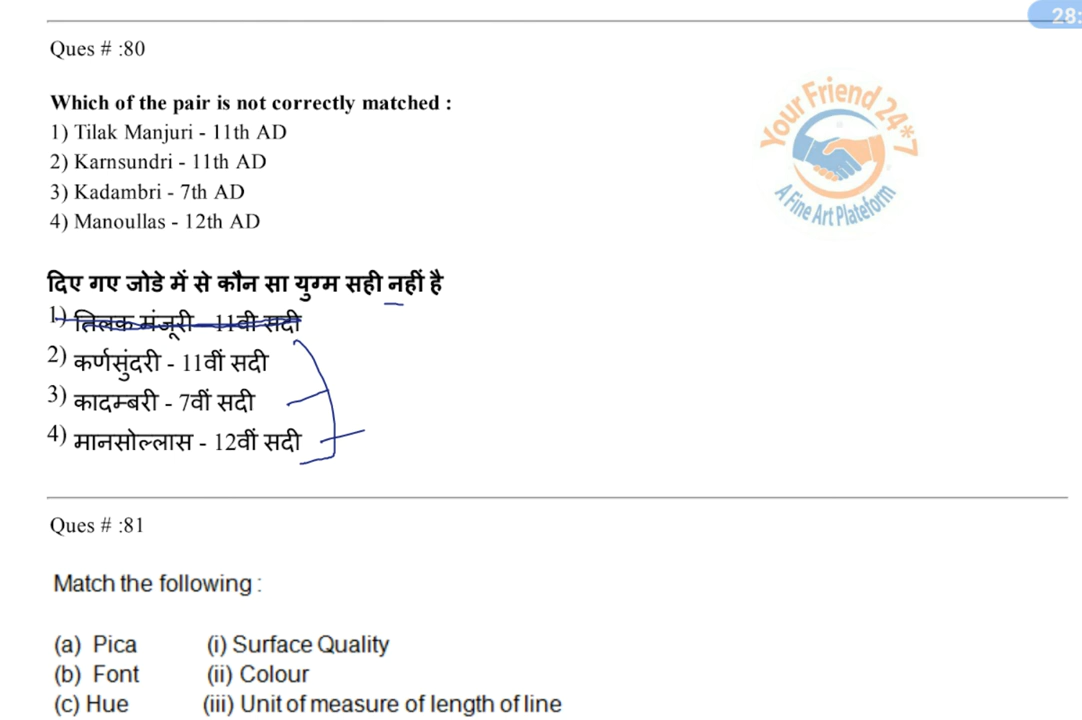 28:
Ques # :80
Which of the pair is not correctly matched :
1) Tilak Manjuri - 11th AD
2) Karnsundri - 11th AD
3) Kadambri - 7th AD
4) Manoullas - 12th AD
Your Friend 24*7
A Fine Art Plateform
दिए गए जोडे में से कौन सा युग्म सही नहीं है
1) तिलक मंजूरी - 11वी सदी
2) कर्णसुंदरी - 11वीं सदी
3) कादम्बरी - 7वीं सदी
4) मानसोल्लास - 12वीं सदी
Ques # :81
Match the following :
(a) Pica (i) Surface Quality
(b) Font (ii) Colour
(c) Hue (iii) Unit of measure of length of line